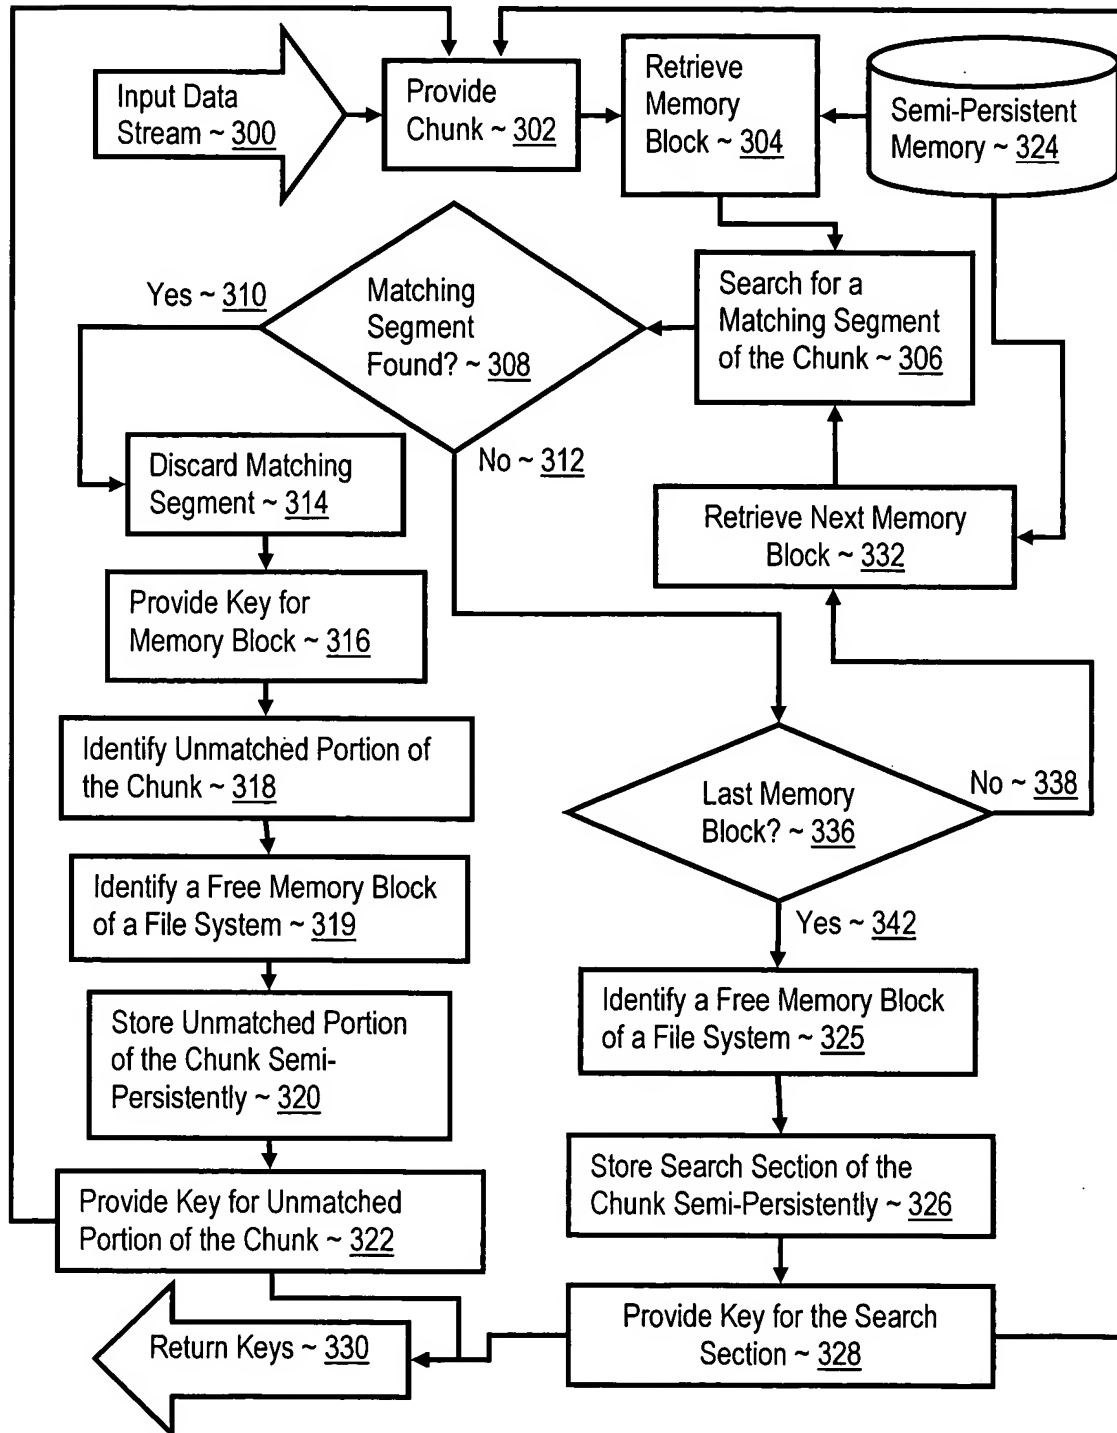 Input Data
Stream ~ 300
Provide
Chunk ~ 302
Retrieve
Memory
Block ~ 304
Semi-Persistent
Memory ~ 324
Search for a
Matching Segment
of the Chunk ~ 306
Matching
Segment
Found? ~ 308
Yes ~ 310
No ~ 312
Discard Matching
Segment ~ 314
Retrieve Next Memory
Block ~ 332
Provide Key for
Memory Block ~ 316
Identify Unmatched Portion of
the Chunk ~ 318
Last Memory
Block? ~ 336
No ~ 338
Yes ~ 342
Identify a Free Memory Block
of a File System ~ 319
Store Unmatched Portion
of the Chunk Semi-
Persistently ~ 320
Identify a Free Memory Block
of a File System ~ 325
Provide Key for Unmatched
Portion of the Chunk ~ 322
Store Search Section of the
Chunk Semi-Persistently ~ 326
Provide Key for the Search
Section ~ 328
Return Keys ~ 330